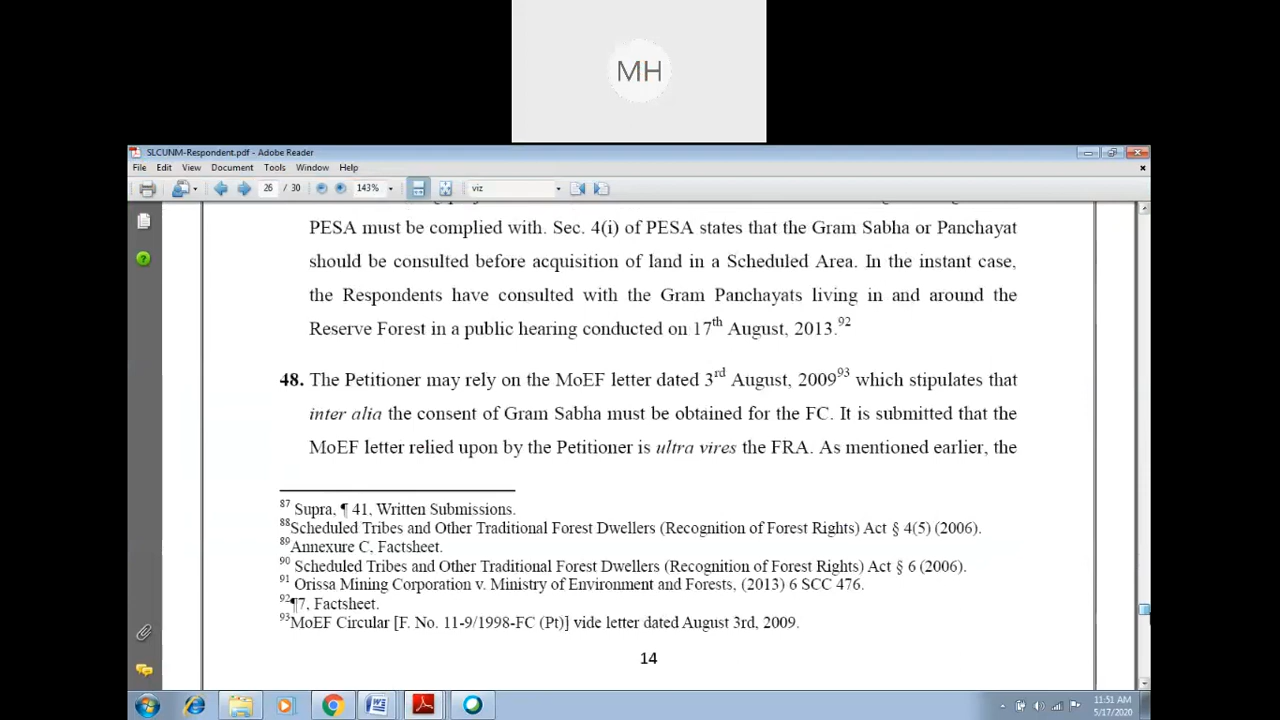 MH
SLCUNM-Respondent.pdf - Adobe Reader
File Edit View Document Tools Window Help
26 / 30 143% viz
PESA must be complied with. Sec. 4(i) of PESA states that the Gram Sabha or Panchayat
should be consulted before acquisition of land in a Scheduled Area. In the instant case,
the Respondents have consulted with the Gram Panchayats living in and around the
Reserve Forest in a public hearing conducted on 17th August, 2013.92
48. The Petitioner may rely on the MoEF letter dated 3rd August, 200993 which stipulates that
inter alia the consent of Gram Sabha must be obtained for the FC. It is submitted that the
MoEF letter relied upon by the Petitioner is ultra vires the FRA. As mentioned earlier, the
87 Supra, ¶ 41, Written Submissions.
88Scheduled Tribes and Other Traditional Forest Dwellers (Recognition of Forest Rights) Act § 4(5) (2006).
89Annexure C, Factsheet.
90 Scheduled Tribes and Other Traditional Forest Dwellers (Recognition of Forest Rights) Act § 6 (2006).
91 Orissa Mining Corporation v. Ministry of Environment and Forests, (2013) 6 SCC 476.
92¶7, Factsheet.
93MoEF Circular [F. No. 11-9/1998-FC (Pt)] vide letter dated August 3rd, 2009.
14
11:51 AM
5/17/2020